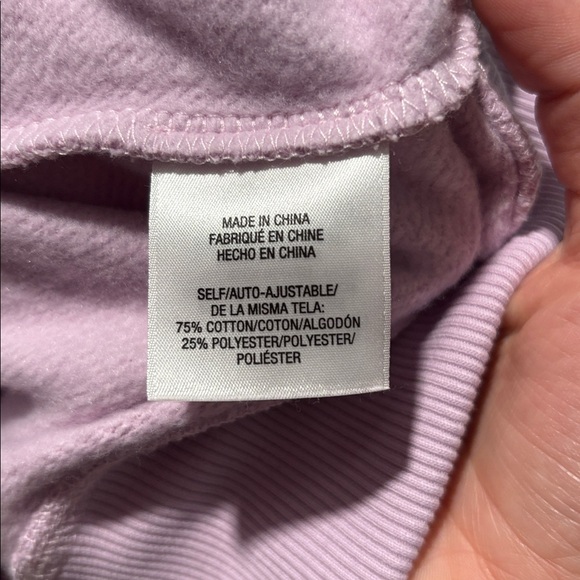 MADE IN CHINA
FABRIQUÉ EN CHINE
HECHO EN CHINA
SELF/AUTO-AJUSTABLE/
DE LA MISMA TELA:
75% COTTON/COTON/ALGODÓN
25% POLYESTER/POLYESTER/
POLIÉSTER